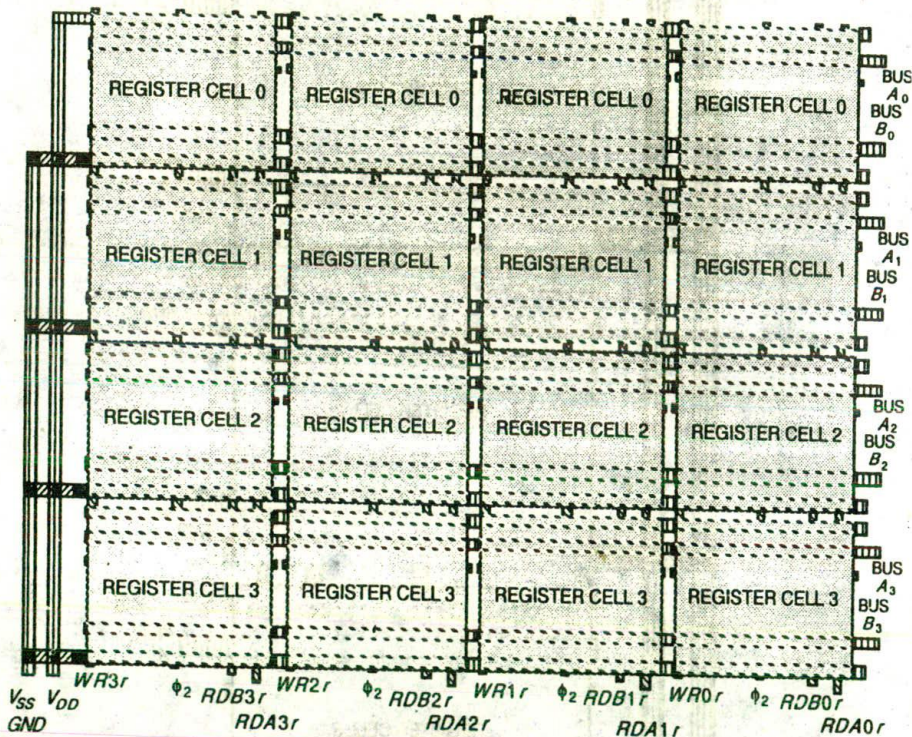 REGISTER CELL 0 REGISTER CELL 0 REGISTER CELL 0 REGISTER CELL 0
BUS
A0
BUS
B0
REGISTER CELL 1 REGISTER CELL 1 REGISTER CELL 1 REGISTER CELL 1
BUS
A1
BUS
B1
REGISTER CELL 2 REGISTER CELL 2 REGISTER CELL 2 REGISTER CELL 2
BUS
A2
BUS
B2
REGISTER CELL 3 REGISTER CELL 3 REGISTER CELL 3 REGISTER CELL 3
BUS
A3
BUS
B3
VSS VDD WR3r ϕ2 RDB3r WR2r ϕ2 RDB2r WR1r ϕ2 RDB1r WR0r ϕ2 RDB0r
GND RDA3r RDA2r RDA1r RDA0r